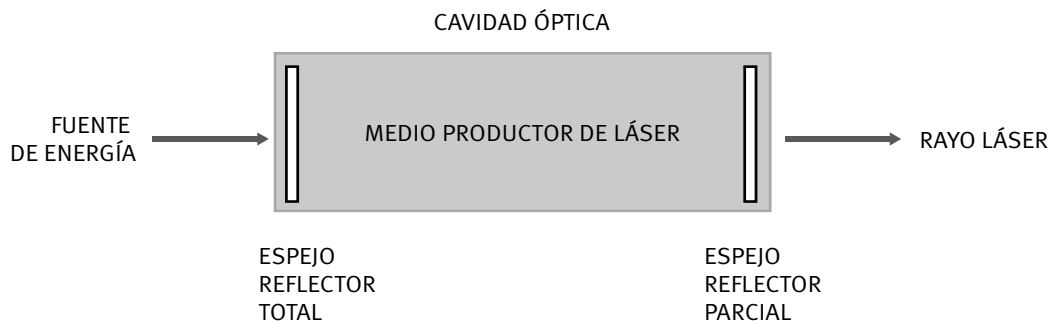 CAVIDAD ÓPTICA
FUENTE
DE ENERGÍA
MEDIO PRODUCTOR DE LÁSER
RAYO LÁSER
ESPEJO
REFLECTOR
TOTAL
ESPEJO
REFLECTOR
PARCIAL